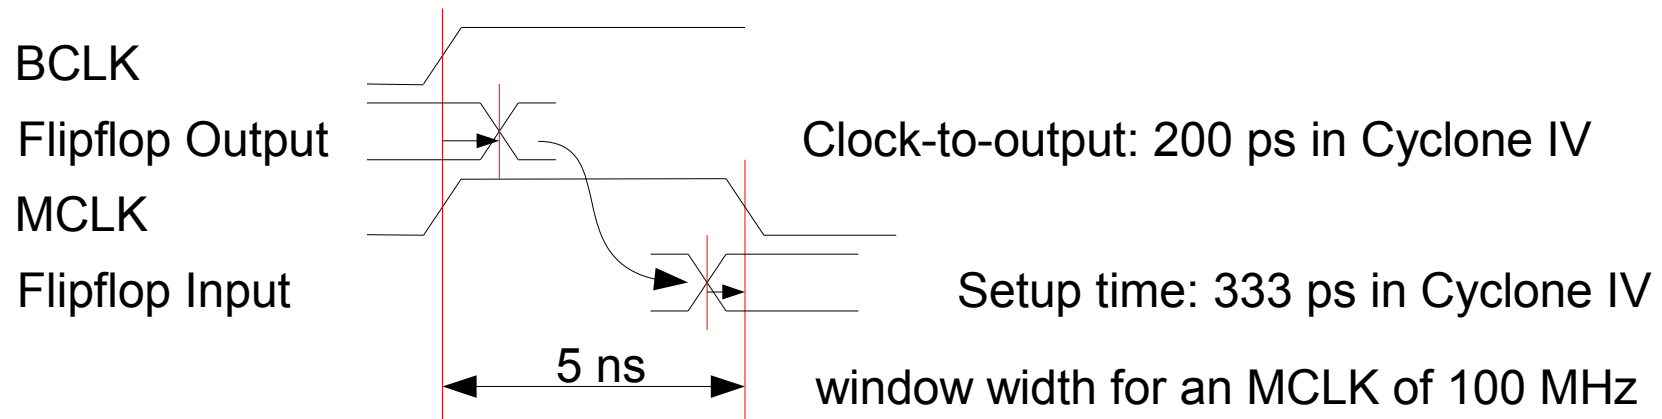 BCLK
Flipflop Output
Clock-to-output: 200 ps in Cyclone IV
MCLK
Flipflop Input
Setup time: 333 ps in Cyclone IV
5 ns
window width for an MCLK of 100 MHz